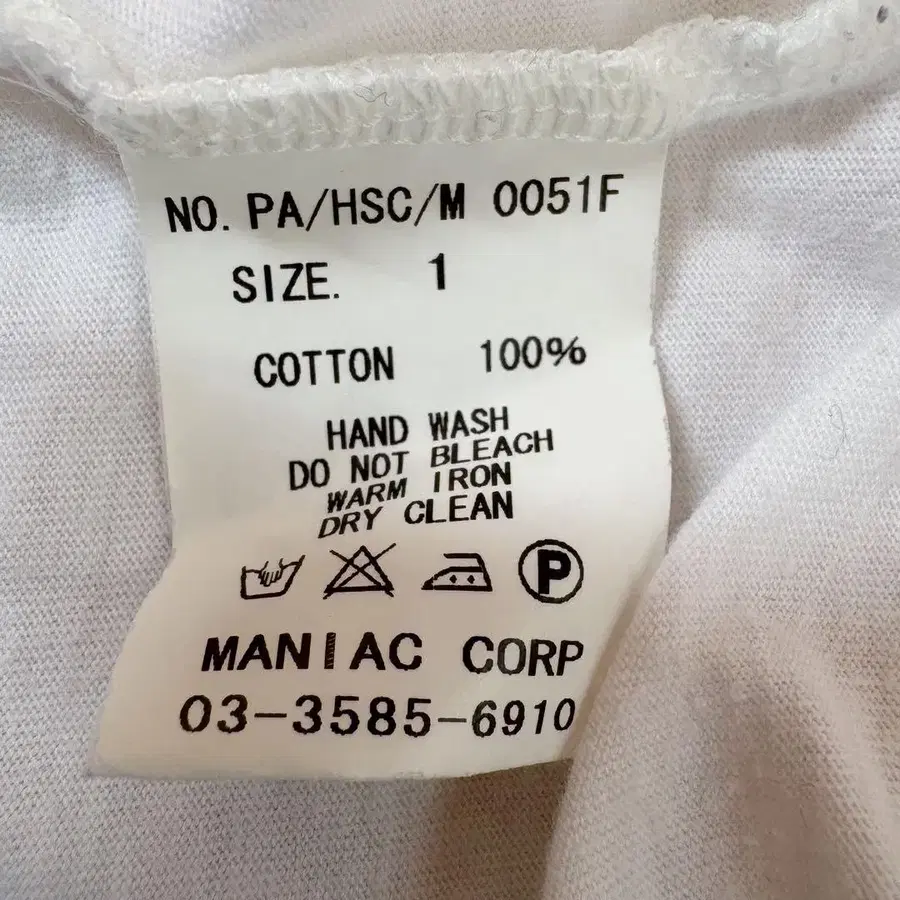 NO. PA/HSC/M 0051F
SIZE. 1
COTTON 100%
HAND WASH
DO NOT BLEACH
WARM IRON
DRY CLEAN
P
MANIAC CORP
03-3585-6910